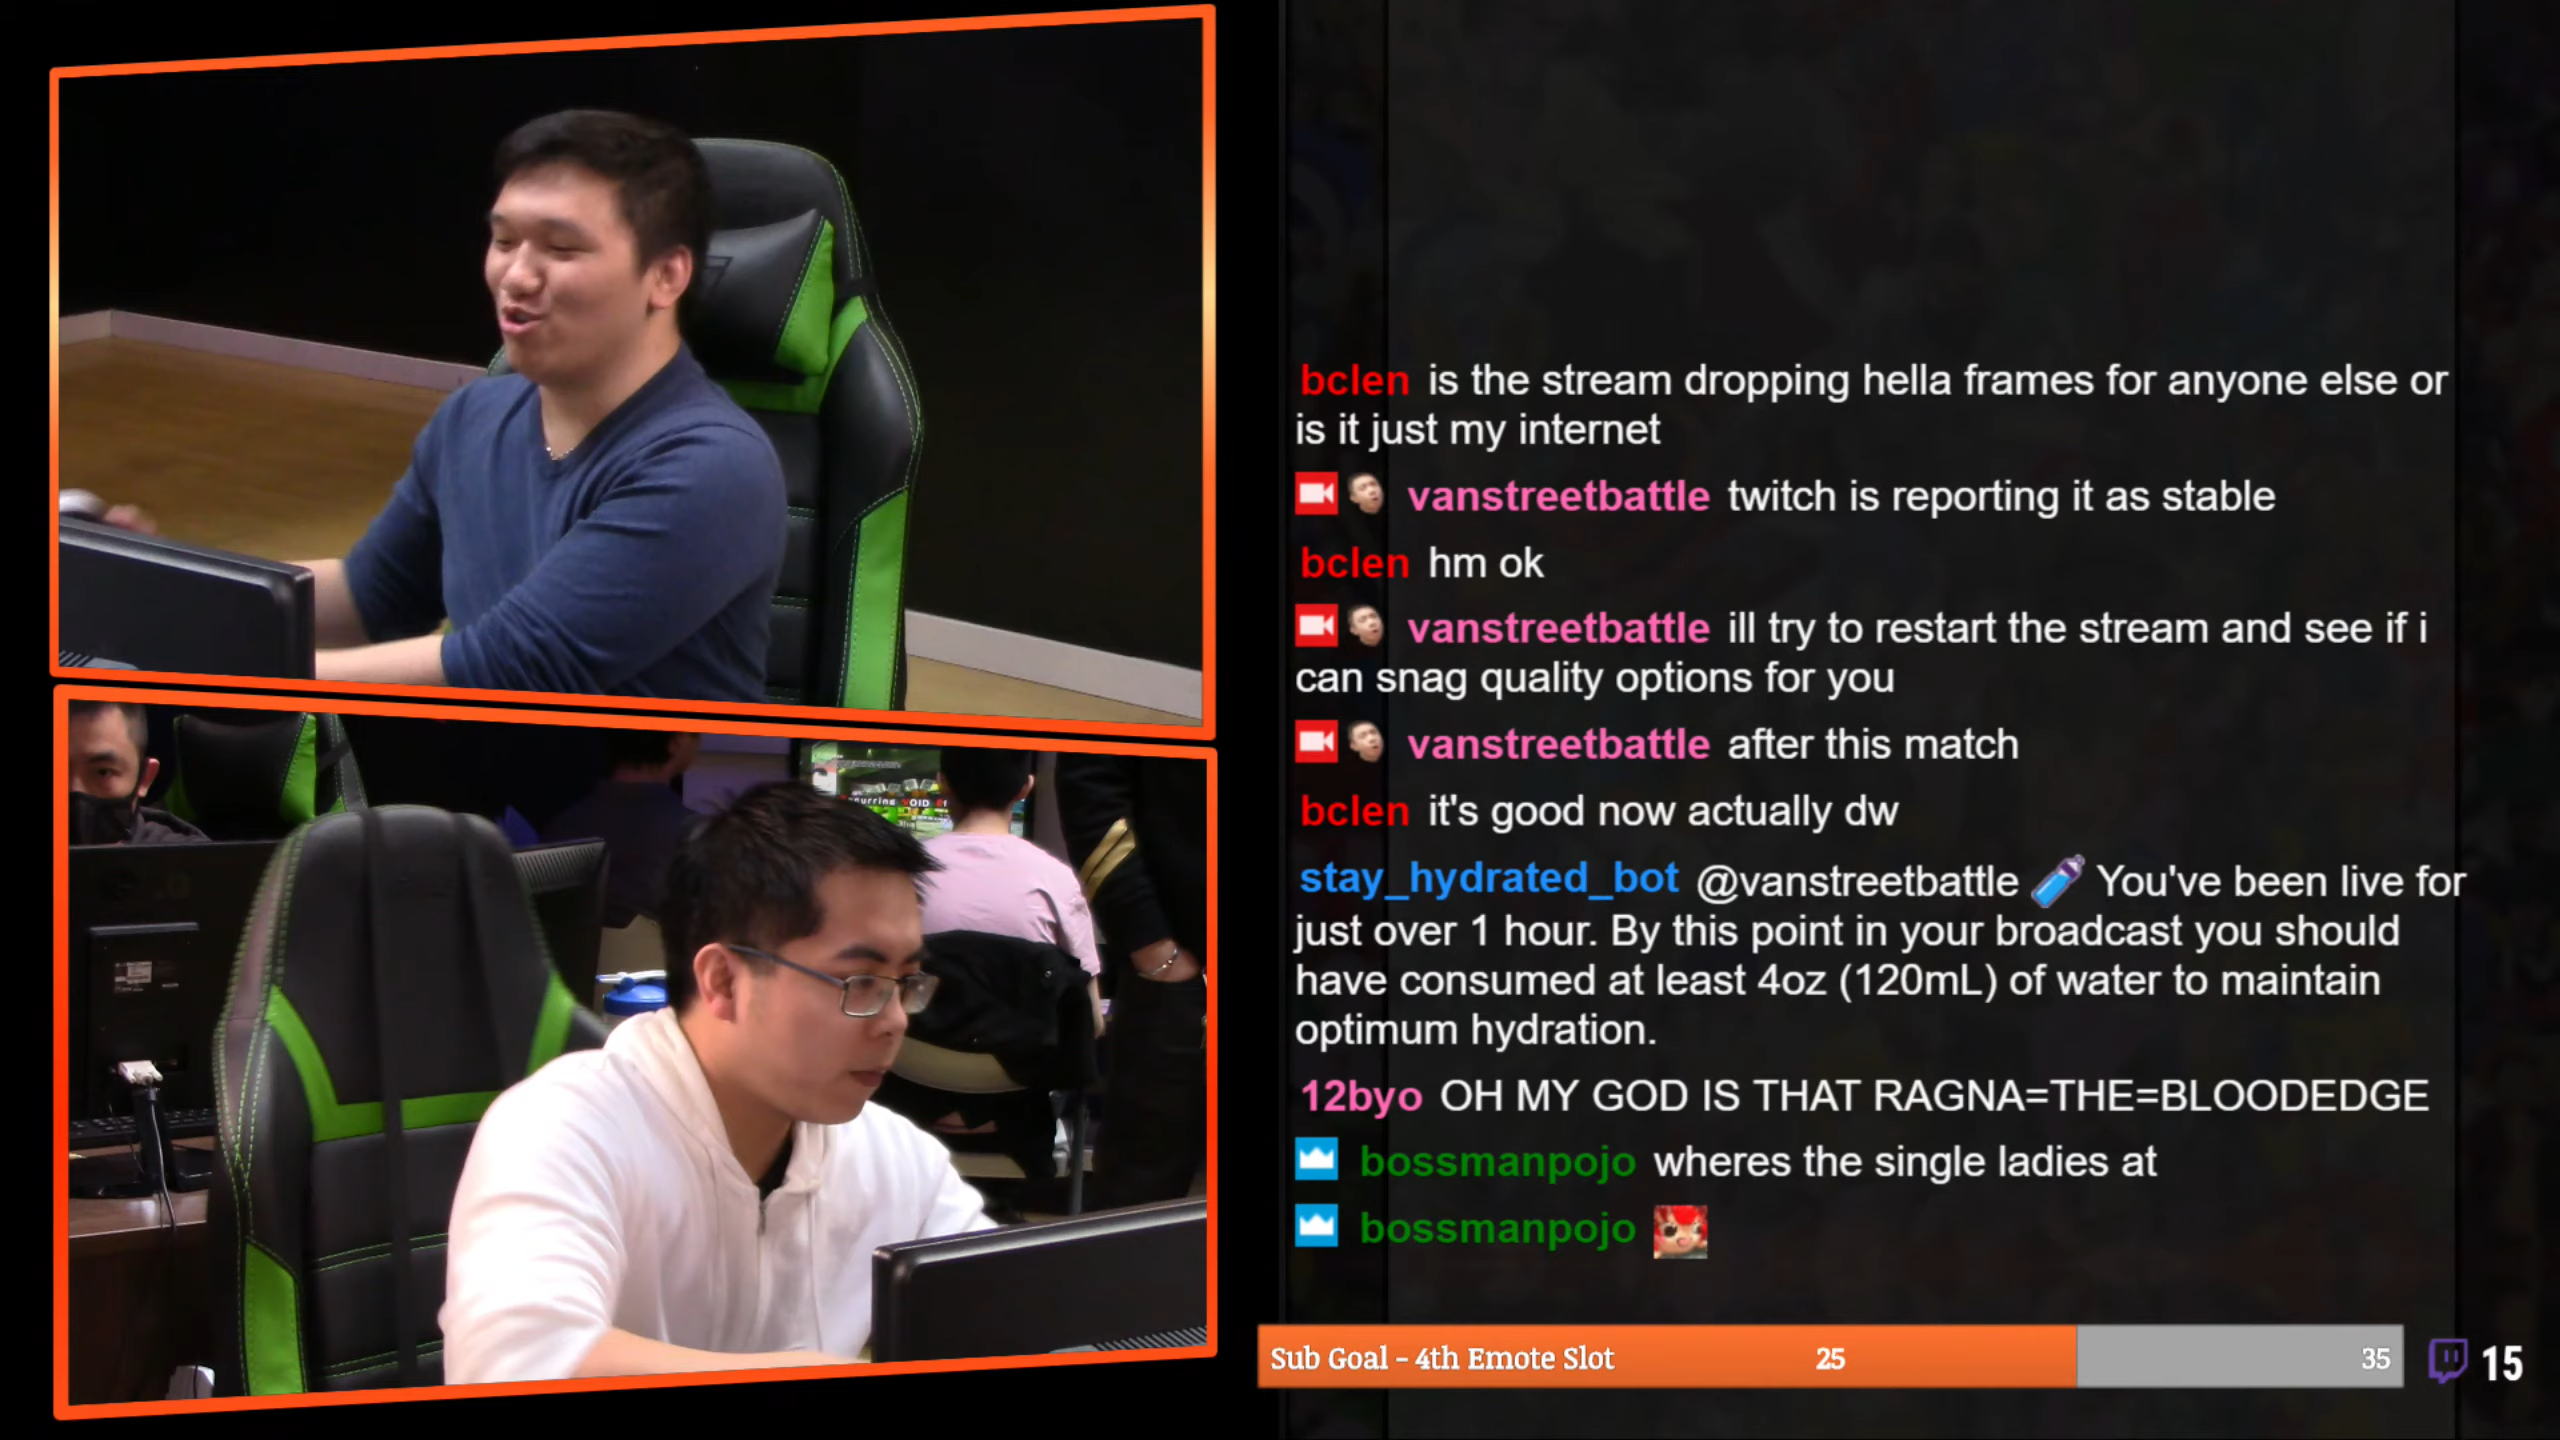 bclen is the stream dropping hella frames for anyone else or
is it just my internet
vanstreetbattle twitch is reporting it as stable
bclen hm ok
vanstreetbattle ill try to restart the stream and see if i
can snag quality options for you
vanstreetbattle after this match
bclen it's good now actually dw
stay_hydrated_bot @vanstreetbattle You've been live for
just over 1 hour. By this point in your broadcast you should
have consumed at least 4oz (120mL) of water to maintain
optimum hydration.
12byo OH MY GOD IS THAT RAGNA=THE=BLOODEDGE
bossmanpojo wheres the single ladies at
bossmanpojo
Sub Goal - 4th Emote Slot 25 35 15
VOID